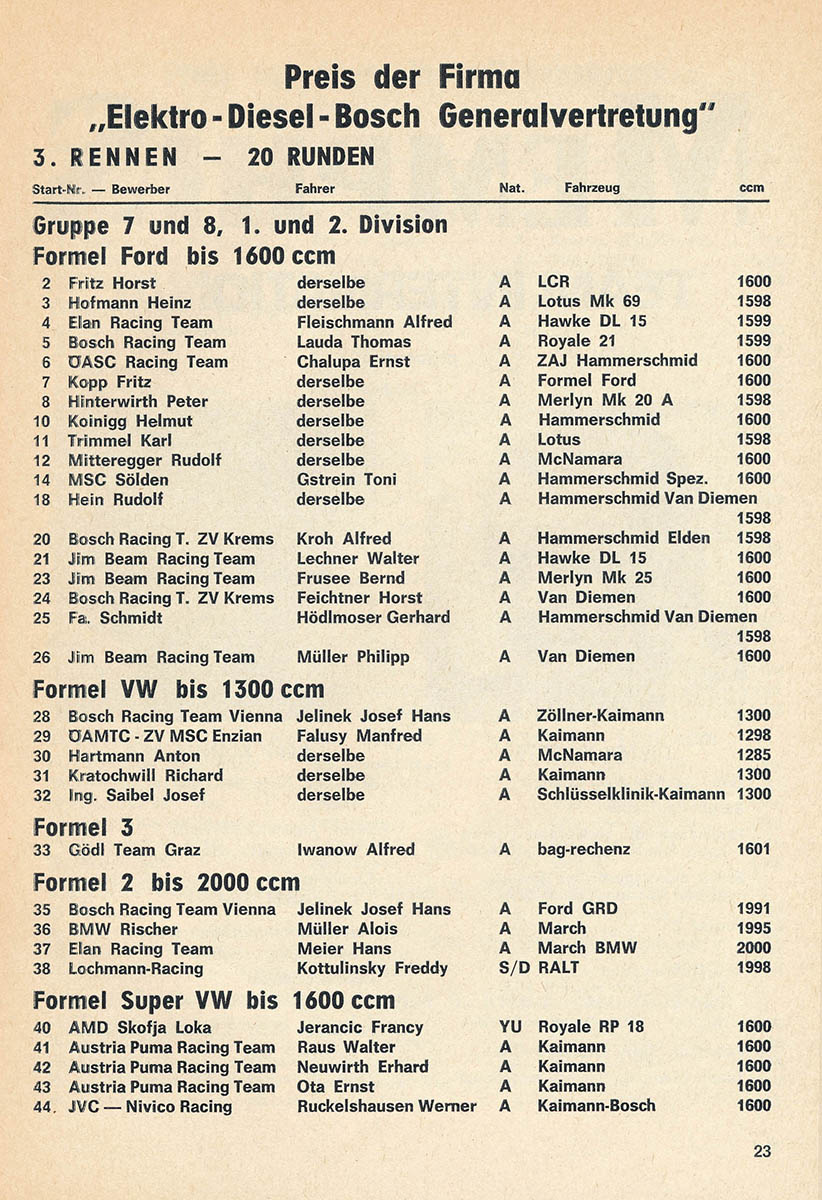 Preis der Firma
„Elektro-Diesel-Bosch Generalvertretung"
3. RENNEN — 20 RUNDEN
Start-Nr. — Bewerber Fahrer Nat. Fahrzeug ccm
Gruppe 7 und 8, 1. und 2. Division
Formel Ford bis 1600 ccm
2 Fritz Horst derselbe A LCR 1600
3 Hofmann Heinz derselbe A Lotus Mk 69 1598
4 Elan Racing Team Fleischmann Alfred A Hawke DL 15 1599
5 Bosch Racing Team Lauda Thomas A Royale 21 1599
6 ÖASC Racing Team Chalupa Ernst A ZAJ Hammerschmid 1600
7 Kopp Fritz derselbe A Formel Ford 1600
8 Hinterwirth Peter derselbe A Merlyn Mk 20 A 1598
10 Koinigg Helmut derselbe A Hammerschmid 1600
11 Trimmel Karl derselbe A Lotus 1598
12 Mitteregger Rudolf derselbe A McNamara 1600
14 MSC Sölden Gstrein Toni A Hammerschmid Spez. 1600
18 Hein Rudolf derselbe A Hammerschmid Van Diemen
1598
20 Bosch Racing T. ZV Krems Kroh Alfred A Hammerschmid Elden 1598
21 Jim Beam Racing Team Lechner Walter A Hawke DL 15 1600
23 Jim Beam Racing Team Frusee Bernd A Merlyn Mk 25 1600
24 Bosch Racing T. ZV Krems Feichtner Horst A Van Diemen 1600
25 Fa. Schmidt Hödlmoser Gerhard A Hammerschmid Van Diemen
1598
26 Jim Beam Racing Team Müller Philipp A Van Diemen 1600
Formel VW bis 1300 ccm
28 Bosch Racing Team Vienna Jelinek Josef Hans A Zöllner-Kaimann 1300
29 ÖAMTC - ZV MSC Enzian Falusy Manfred A Kaimann 1298
30 Hartmann Anton derselbe A McNamara 1285
31 Kratochwill Richard derselbe A Kaimann 1300
32 Ing. Saibel Josef derselbe A Schlüsselklinik-Kaimann 1300
Formel 3
33 Gödl Team Graz Iwanow Alfred A bag-rechenz 1601
Formel 2 bis 2000 ccm
35 Bosch Racing Team Vienna Jelinek Josef Hans A Ford GRD 1991
36 BMW Rischer Müller Alois A March 1995
37 Elan Racing Team Meier Hans A March BMW 2000
38 Lochmann-Racing Kottulinsky Freddy S/D RALT 1998
Formel Super VW bis 1600 ccm
40 AMD Skofja Loka Jerancic Francy YU Royale RP 18 1600
41 Austria Puma Racing Team Raus Walter A Kaimann 1600
42 Austria Puma Racing Team Neuwirth Erhard A Kaimann 1600
43 Austria Puma Racing Team Ota Ernst A Kaimann 1600
44. JVC — Nivico Racing Ruckelshausen Werner A Kaimann-Bosch 1600
23